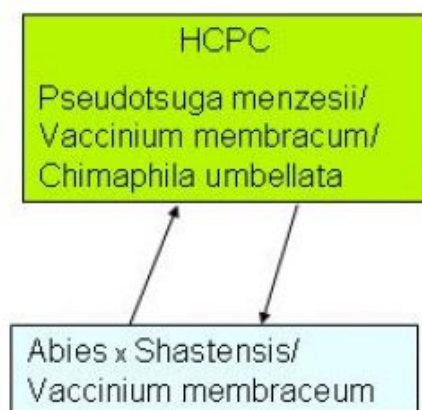 HCPC
Pseudotsuga menzesii/
Vaccinium membracum/
Chimaphila umbellata
Abies x Shastensis/
Vaccinium membraceum